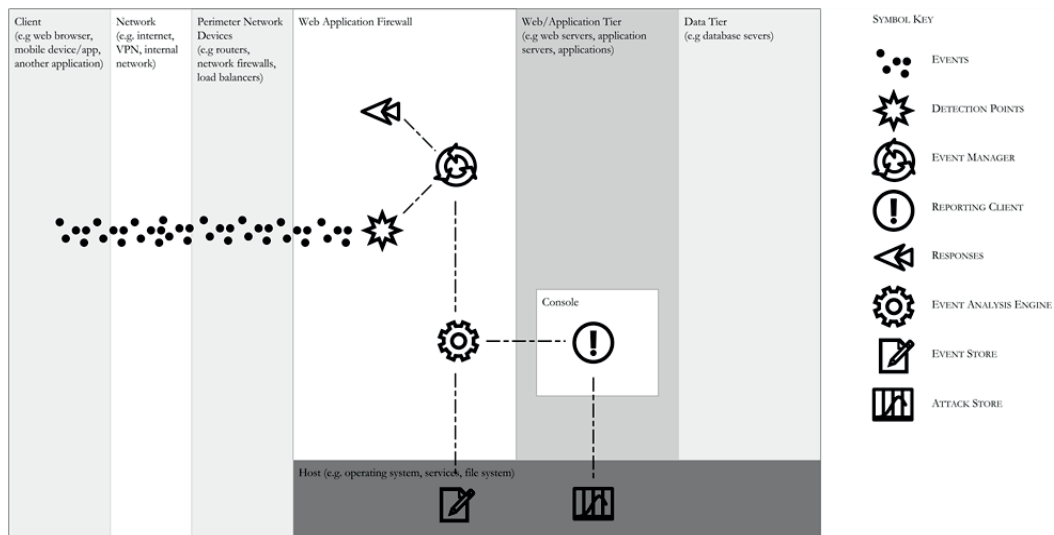 Client
(e.g web browser,
mobile device/app,
another application)
Network
(e.g. internet,
VPN, internal
network)
Perimeter Network
Devices
(e.g routers,
network firewalls,
load balancers)
Web Application Firewall
Web/Application Tier
(e.g web servers, application
servers, applications)
Data Tier
(e.g database severs)
Console
Host (e.g. operating system, services, file system)
SYMBOL KEY
EVENTS
DETECTION POINTS
EVENT MANAGER
REPORTING CLIENT
RESPONSES
EVENT ANALYSIS ENGINE
EVENT STORE
ATTACK STORE